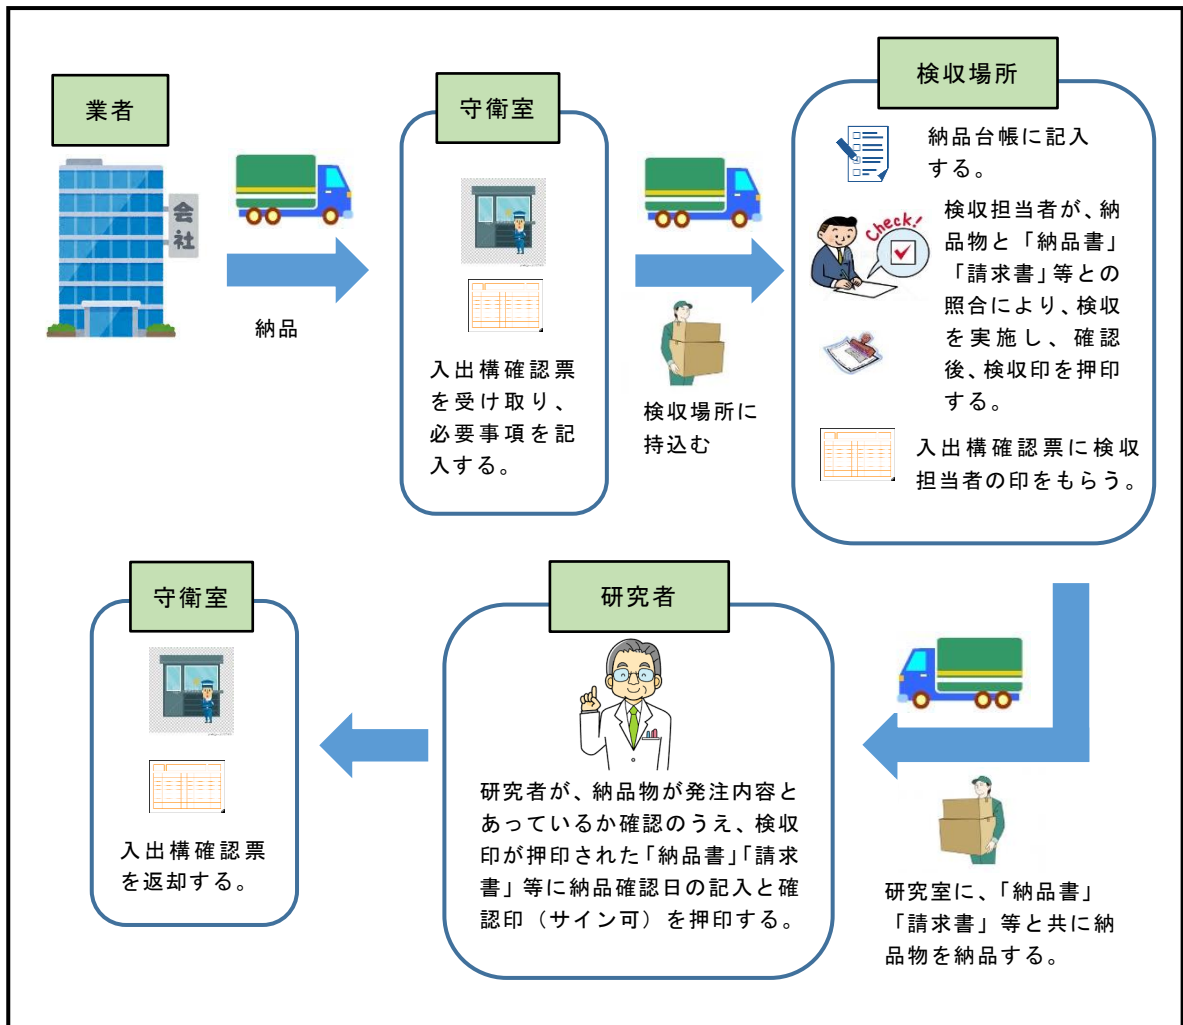 業者
会社
納品
守衛室
入出構確認票
を受け取り、
必要事項を記
入する。
検収場所に
持込む
検収場所
納品台帳に記入
する。
Check!
検収担当者が、納
品物と「納品書」
「請求書」等との
照合により、検収
を実施し、確認
後、検収印を押印
する。
入出構確認票に検収
担当者の印をもらう。
研究室に、「納品書」
「請求書」等と共に納
品物を納品する。
研究者
研究者が、納品物が発注内容と
あっているか確認のうえ、検収
印が押印された「納品書」「請求
書」等に納品確認日の記入と確
認印（サイン可）を押印する。
守衛室
入出構確認票
を返却する。